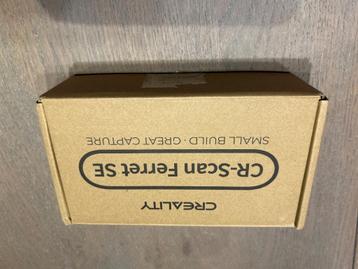 CREALITY
CR-Scan Ferret SE
SMALL BUILD · GREAT CAPTURE